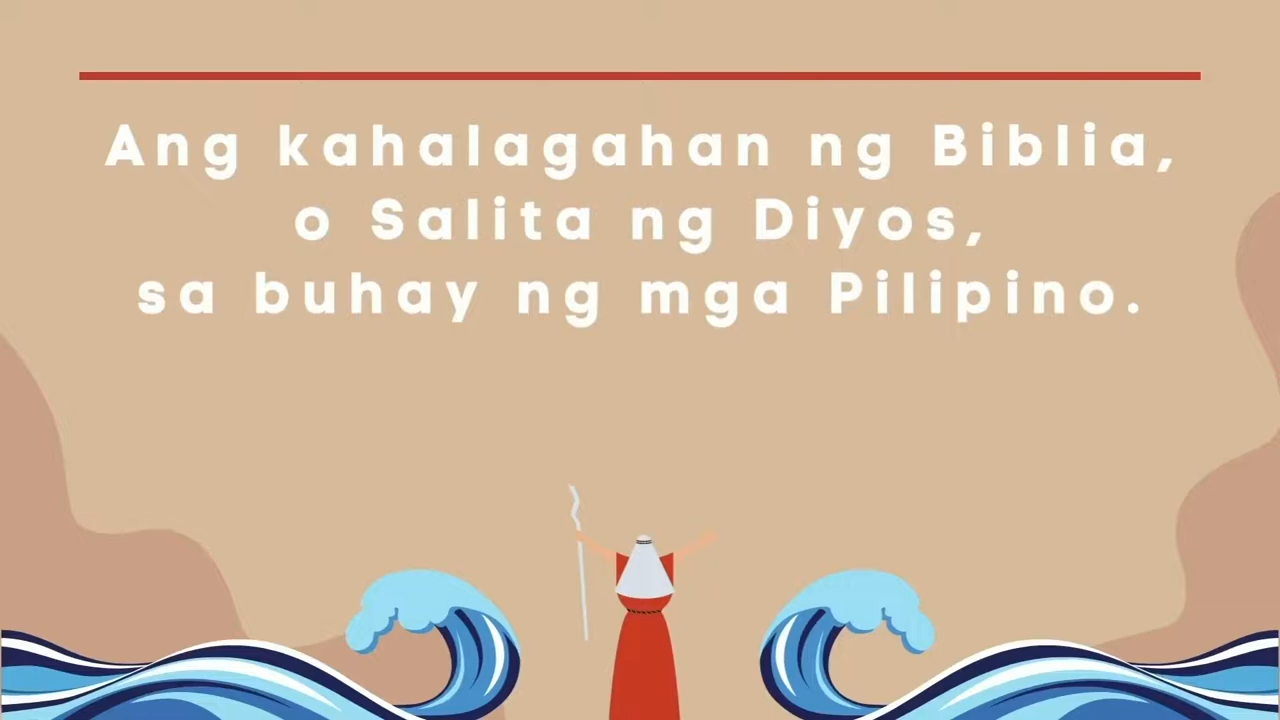 Ang kahalagahan ng Biblia,
o Salita ng Diyos,
sa buhay ng mga Pilipino.